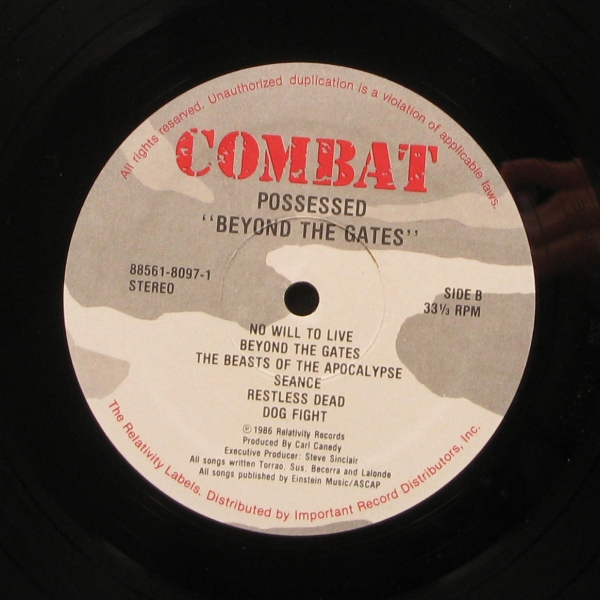 All rights reserved. Unauthorized duplication is a violation of applicable laws.
COMBAT
POSSESSED
"BEYOND THE GATES"
88561-8097-1
STEREO
SIDE B
33⅓ RPM
NO WILL TO LIVE
BEYOND THE GATES
THE BEASTS OF THE APOCALYPSE
SEANCE
RESTLESS DEAD
DOG FIGHT
℗ 1986 Relativity Records
Produced By Carl Canedy
Executive Producer: Steve Sinclair
All songs written Torrao, Sus, Becerra and Lalonde
All songs published by Einstein Music/ASCAP
The Relativity Labels, Distributed by Important Record Distributors, Inc.